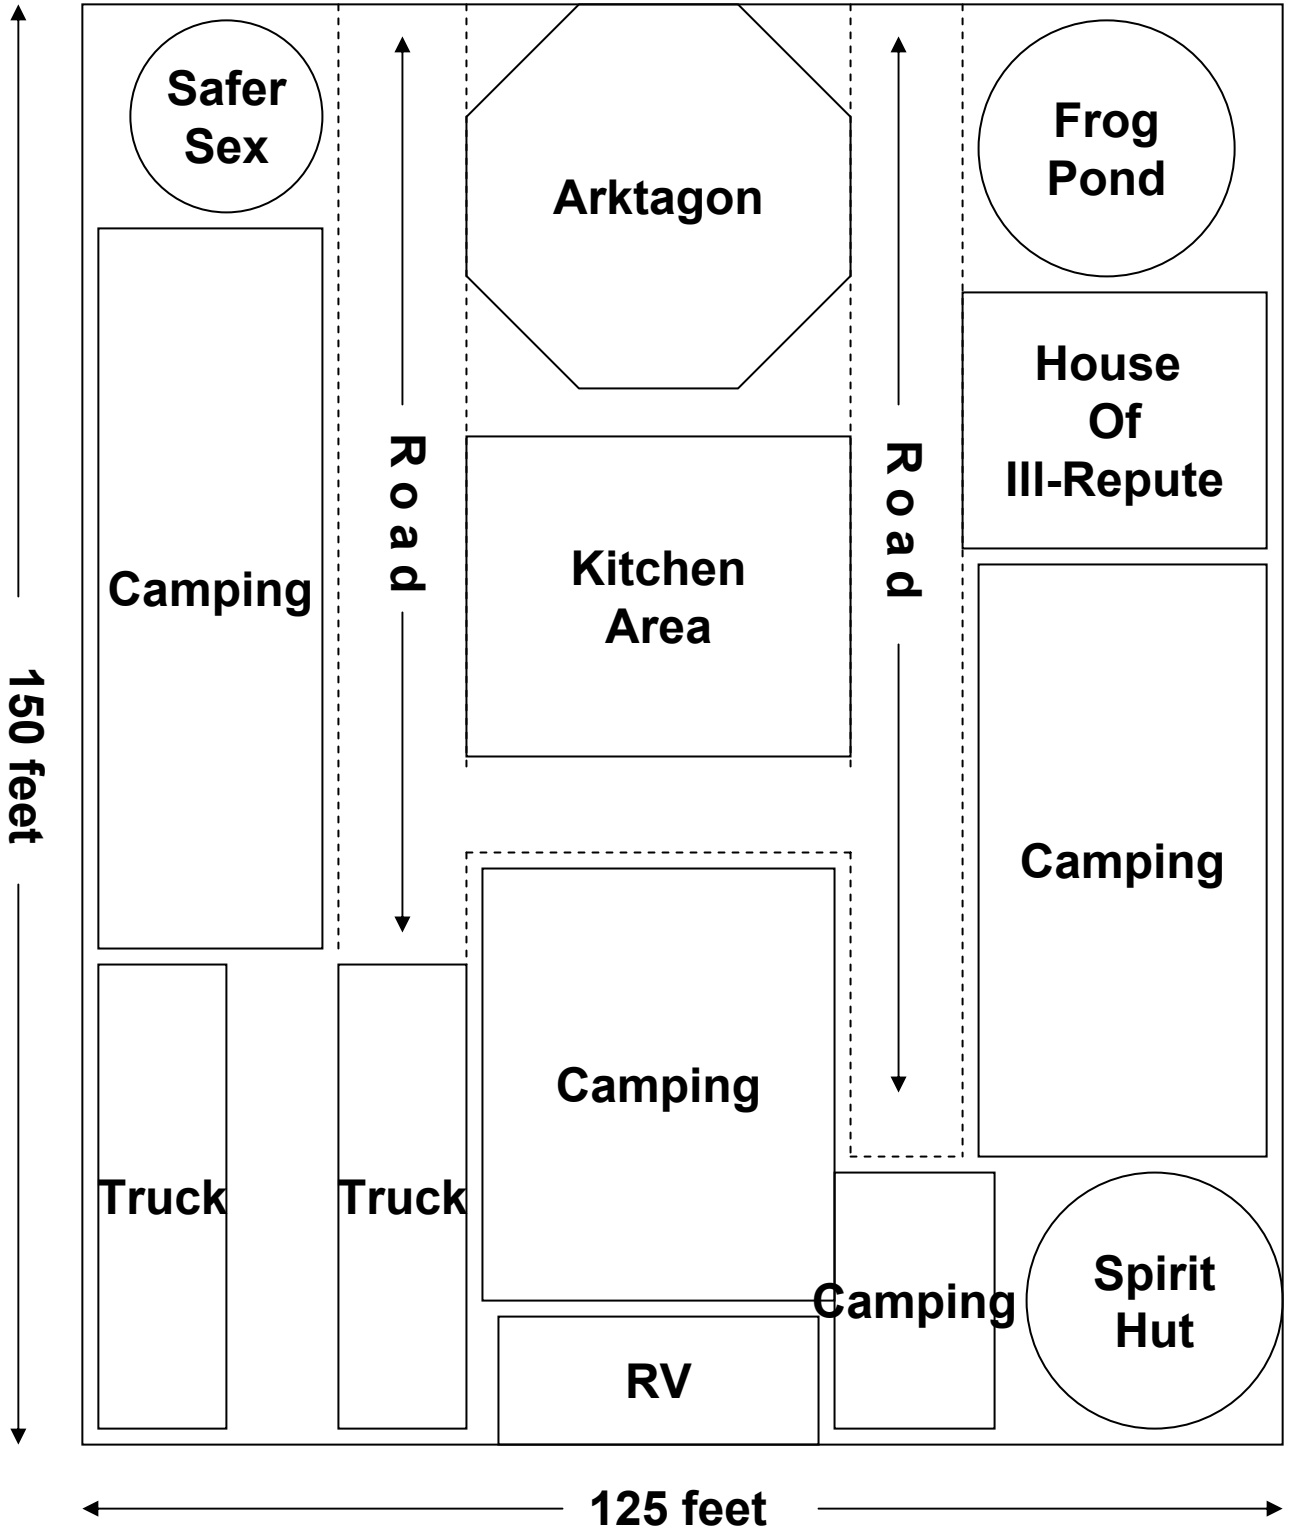 Safer
Sex
Arktagon
Frog
Pond
House
Of
Ill-Repute
Road
Road
Kitchen
Area
Camping
150 feet
Camping
Camping
Truck
Truck
Camping
Spirit
Hut
RV
125 feet